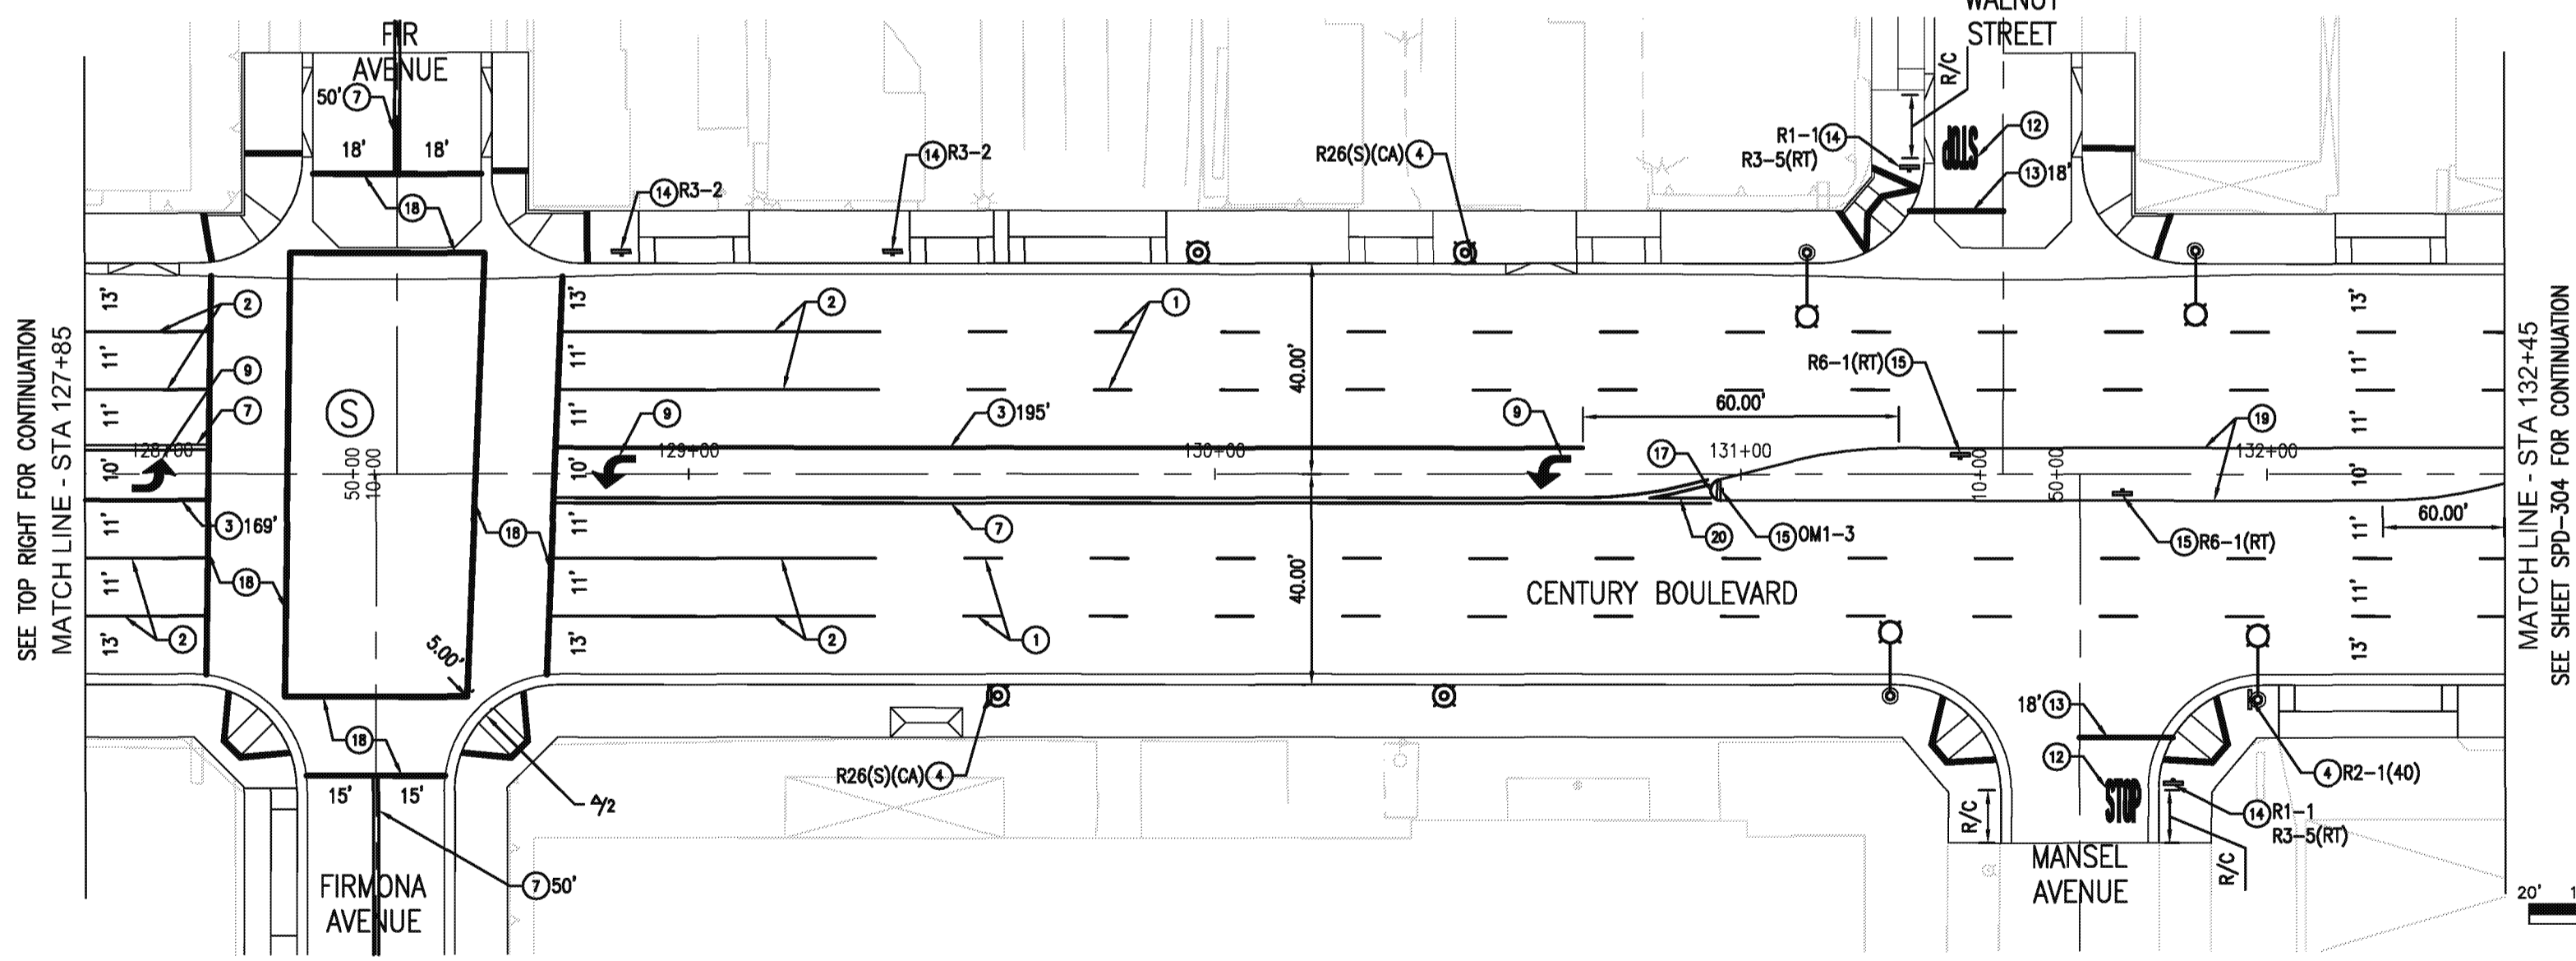 WALNUT
STREET
FIR
AVENUE
R/C
50' 7
18' 18'
R1-1 14
R3-5(RT)
STOP
12
13 18'
14 R3-2
14 R3-2
R26(S)(CA) 4
18
SEE TOP RIGHT FOR CONTINUATION
MATCH LINE - STA 127+85
13'
11'
11'
10'
11'
11'
13'
2
9
7
128+00
3 169'
18
2
S
50+00
10+00
5.00'
18
13'
11'
11'
10'
11'
11'
13'
2
1
9
3 195'
129+00
130+00
7
2
1
40.00'
40.00'
9
60.00'
17
131+00
20
15 OM1-3
R6-1(RT) 15
10+00
50+00
19
132+00
15 R6-1(RT)
60.00'
13'
11'
11'
10'
11'
11'
13'
CENTURY BOULEVARD
MATCH LINE - STA 132+45
SEE SHEET SPD-304 FOR CONTINUATION
18
15' 15'
Δ/2
7 50'
FIRMONA
AVENUE
R26(S)(CA) 4
18' 13
12
STOP
R/C
R/C
4 R2-1(40)
14 R1-1
R3-5(RT)
MANSEL
AVENUE
20'